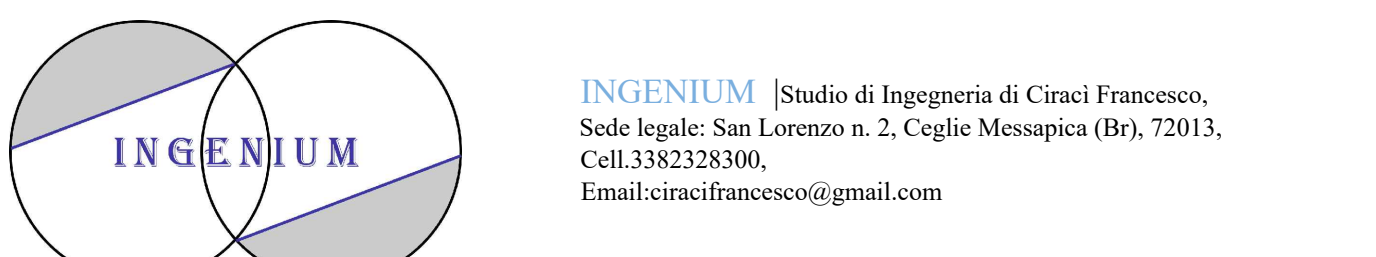 INGENIUM
INGENIUM |Studio di Ingegneria di Ciracì Francesco,
Sede legale: San Lorenzo n. 2, Ceglie Messapica (Br), 72013,
Cell.3382328300,
Email:ciracifrancesco@gmail.com